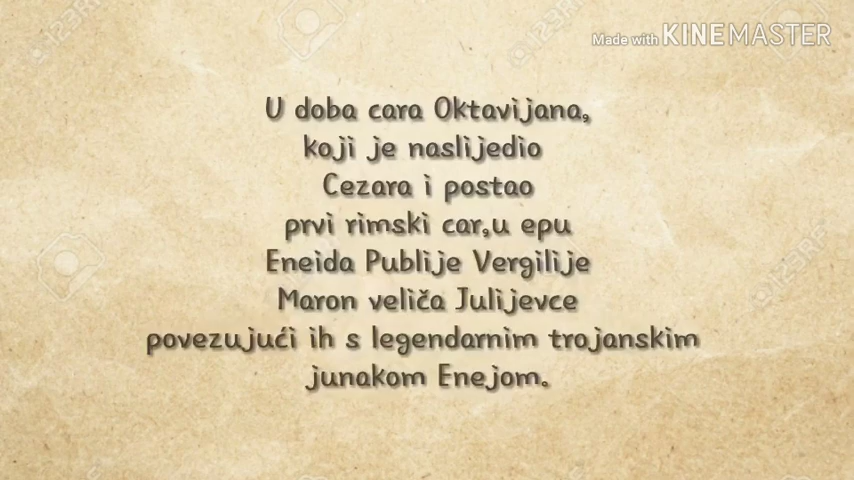 Made with KINEMASTER
U doba cara Oktavijana,
koji je naslijedio
Cezara i postao
prvi rimski car,u epu
Eneida Publije Vergilije
Maron veliča Julijevce
povezujući ih s legendarnim trojanskim
junakom Enejom.